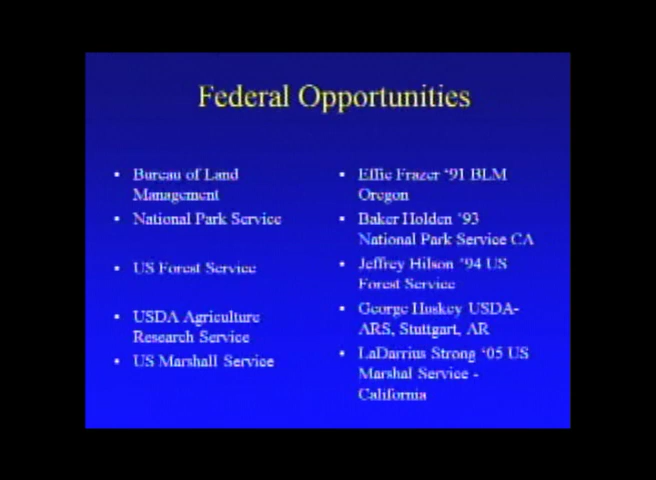 Federal Opportunities
• Bureau of Land
Management
• National Park Service
• US Forest Service
• USDA Agriculture
Research Service
• US Marshall Service
• Effie Frazer ‘91 BLM
Oregon
• Baker Holden ‘93
National Park Service CA
• Jeffrey Hilson ‘94 US
Forest Service
• George Huskey USDA-
ARS, Stuttgart, AR
• LaDarrius Strong ‘05 US
Marshal Service -
California